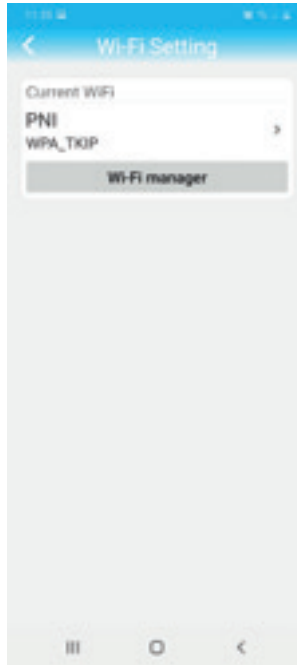 Wi-Fi Setting
Current WiFi
PNI
WPA_TKIP
Wi-Fi manager